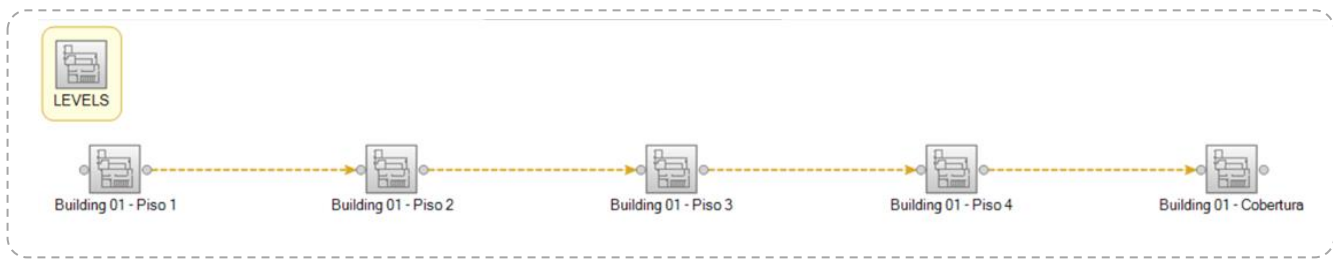 LEVELS
Building 01 - Piso 1
Building 01 - Piso 2
Building 01 - Piso 3
Building 01 - Piso 4
Building 01 - Cobertura